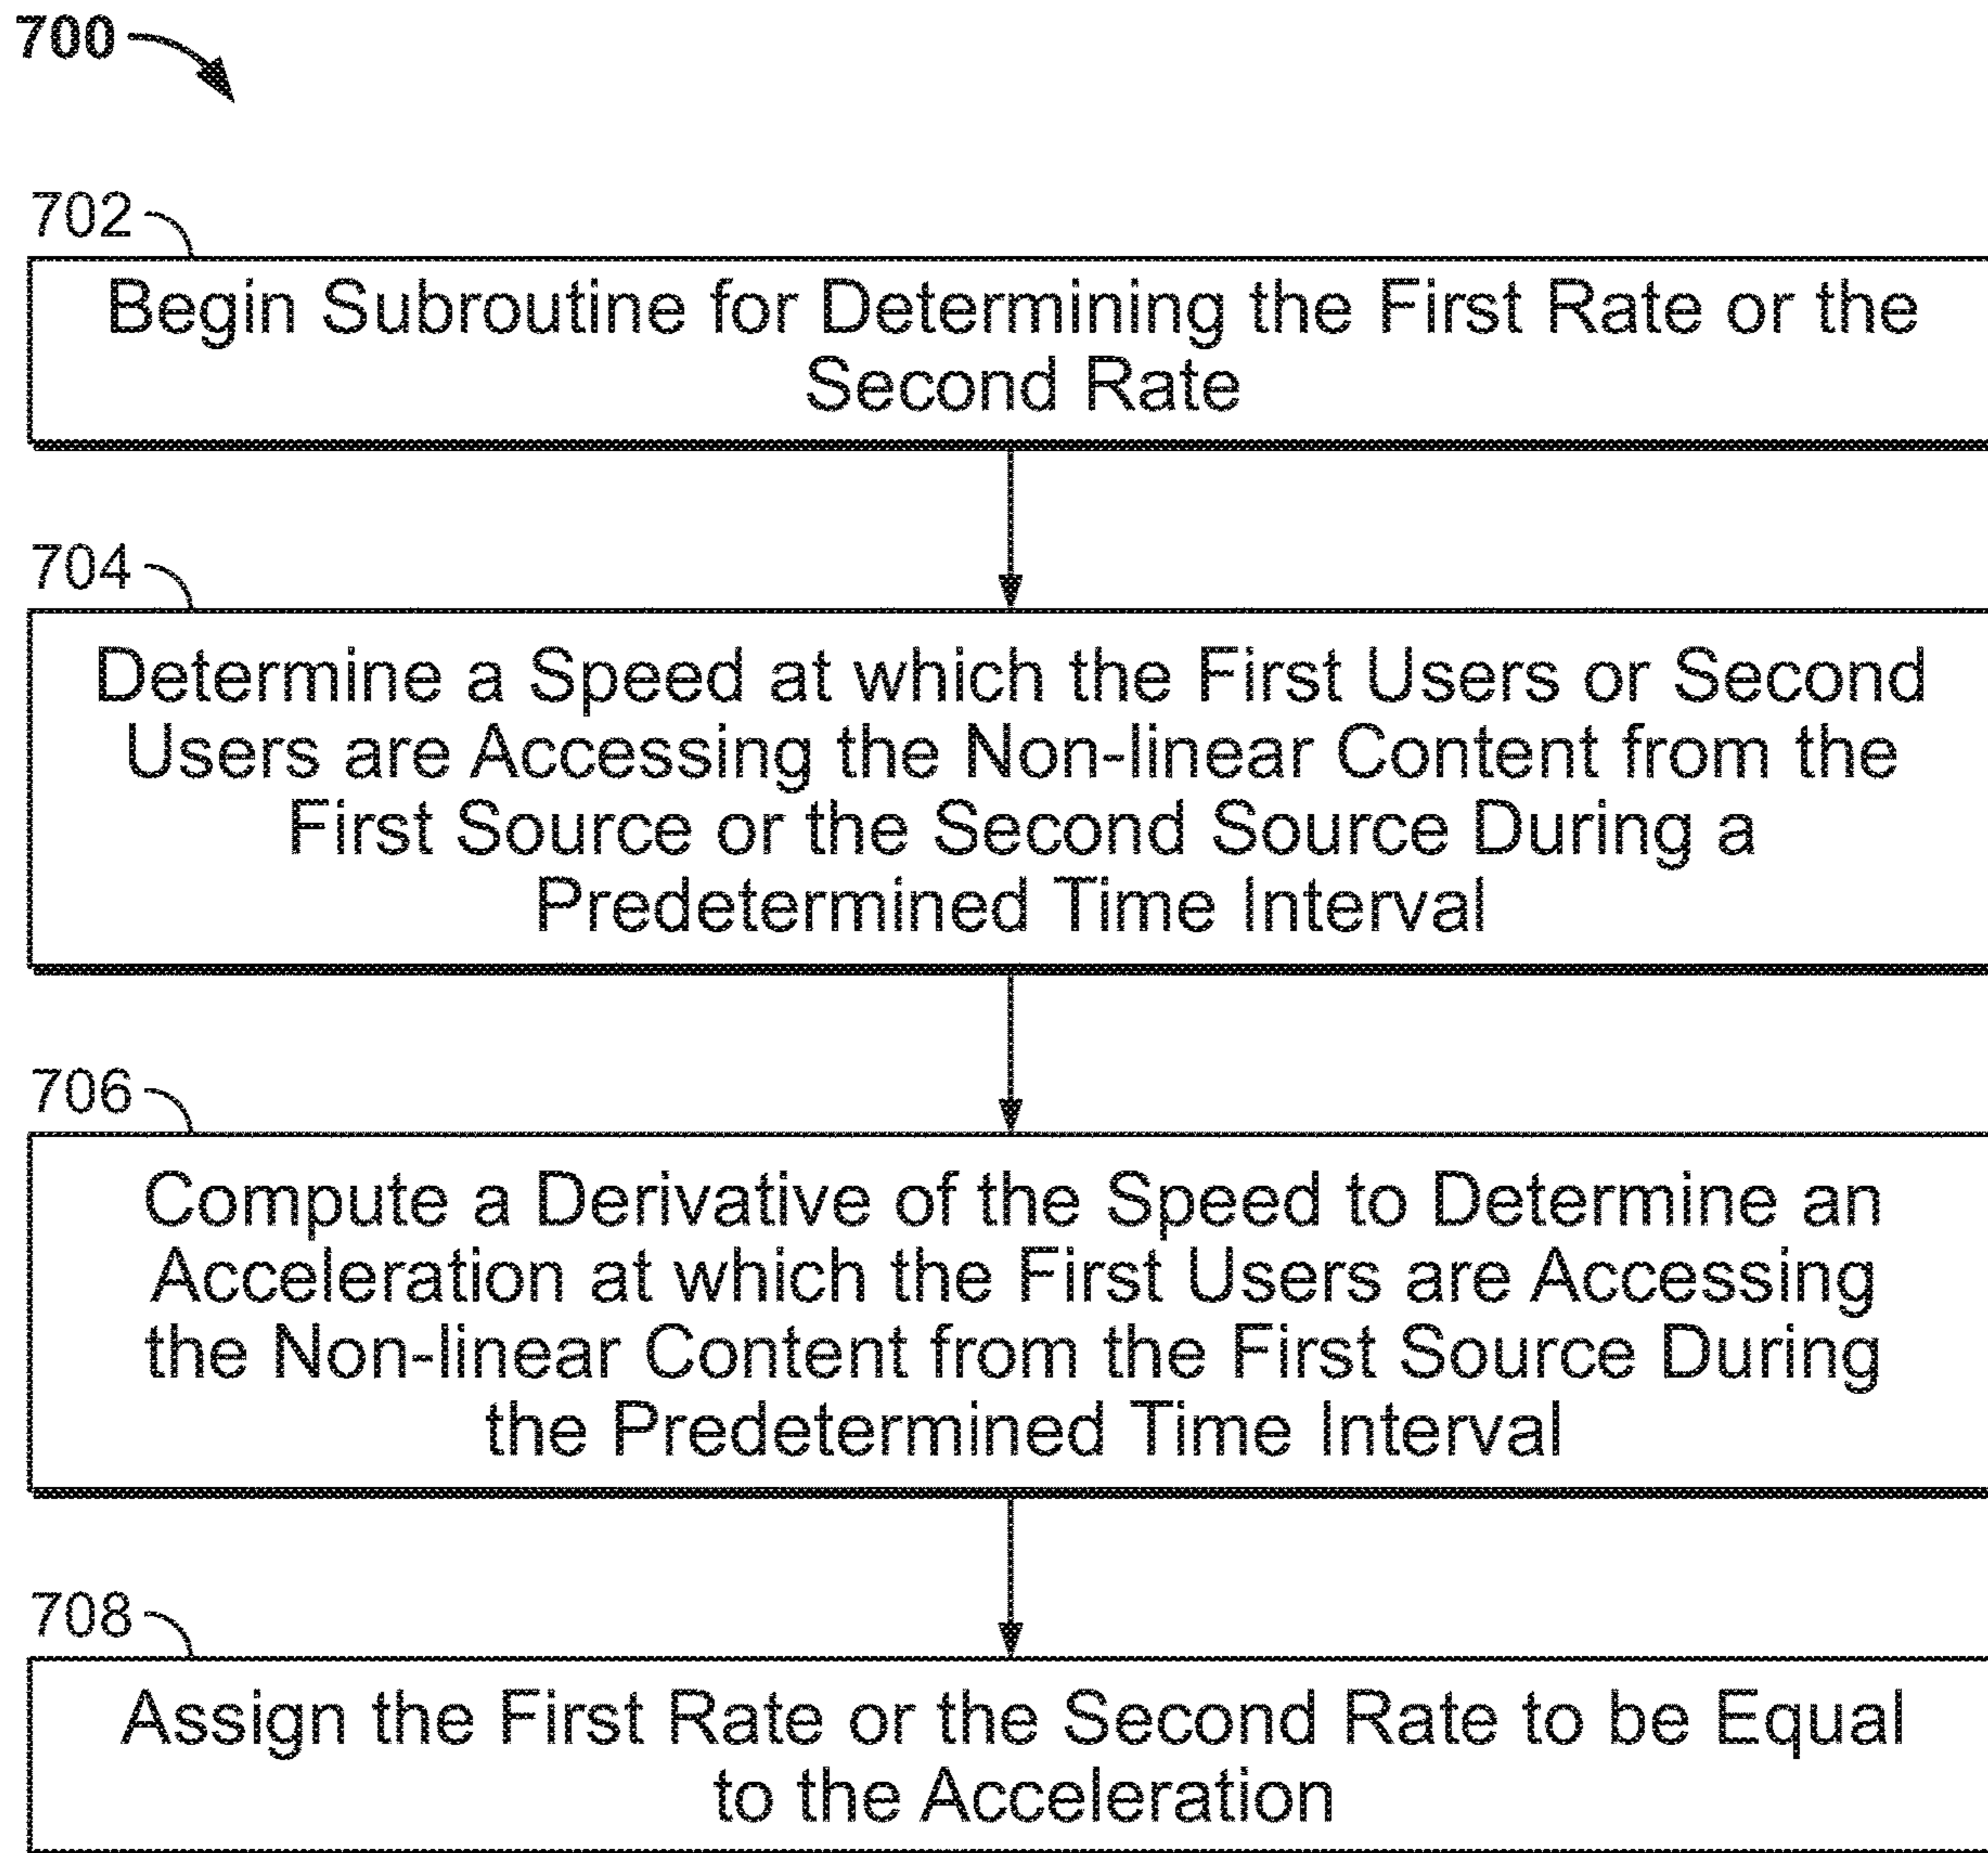 700
702
Begin Subroutine for Determining the First Rate or the
Second Rate
704
Determine a Speed at which the First Users or Second
Users are Accessing the Non-linear Content from the
First Source or the Second Source During a
Predetermined Time Interval
706
Compute a Derivative of the Speed to Determine an
Acceleration at which the First Users are Accessing
the Non-linear Content from the First Source During
the Predetermined Time Interval
708
Assign the First Rate or the Second Rate to be Equal
to the Acceleration